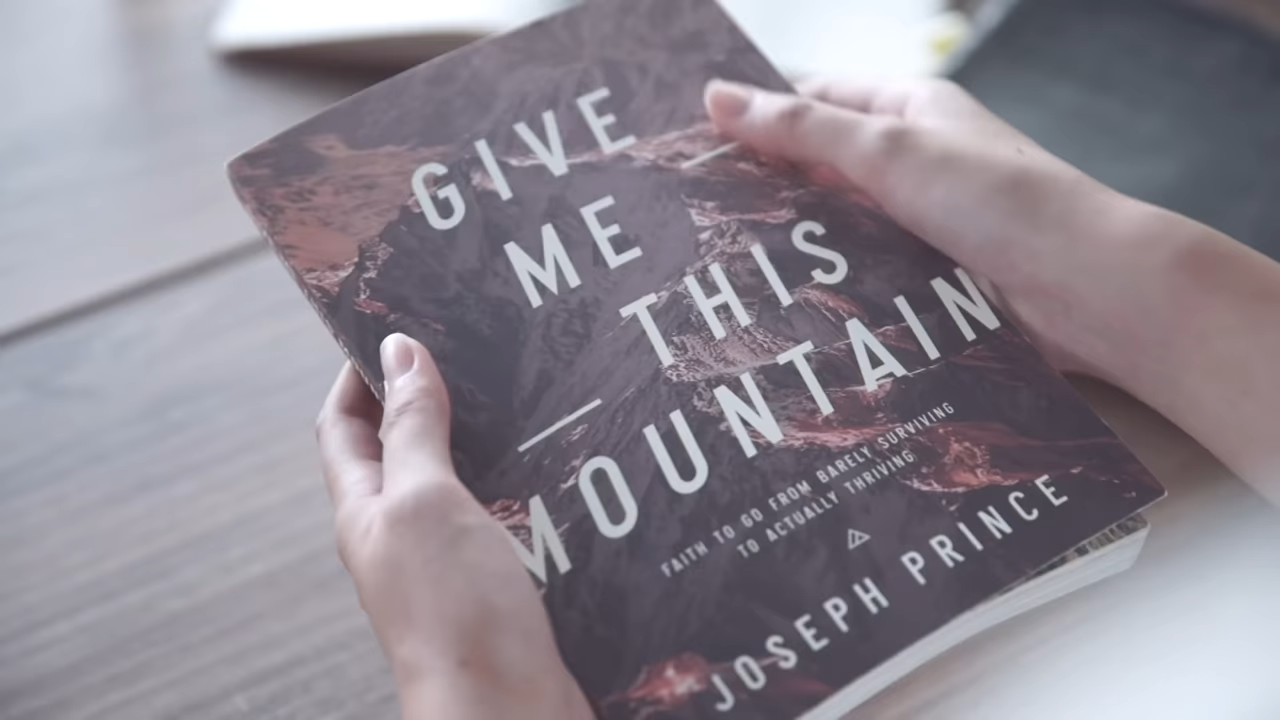 GIVE
ME
THIS
MOUNTAIN
FAITH TO GO FROM BARELY SURVIVING
TO ACTUALLY THRIVING
JOSEPH PRINCE